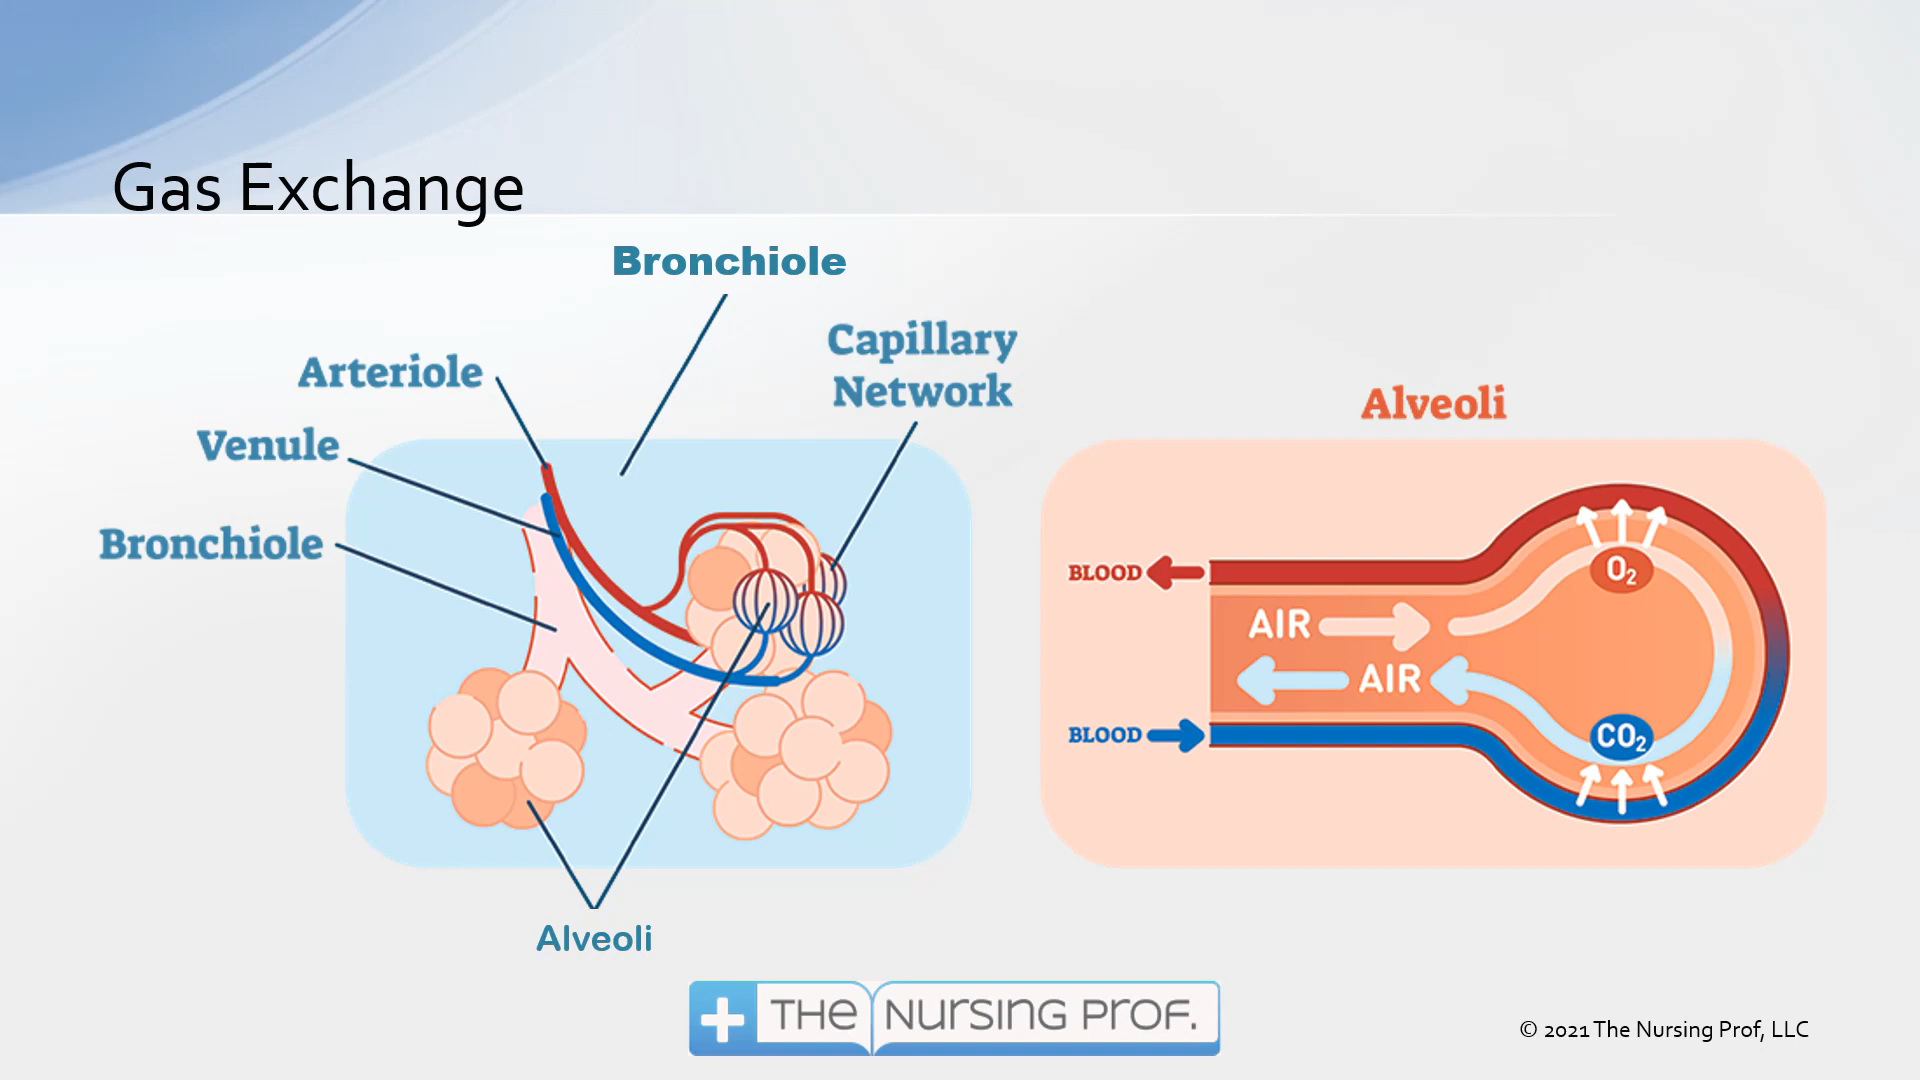 Gas Exchange
Bronchiole
Capillary
Network
Arteriole
Venule
Bronchiole
Alveoli
Alveoli
BLOOD
O2
AIR
AIR
BLOOD
CO2
THE NURSING PROF.
© 2021 The Nursing Prof, LLC